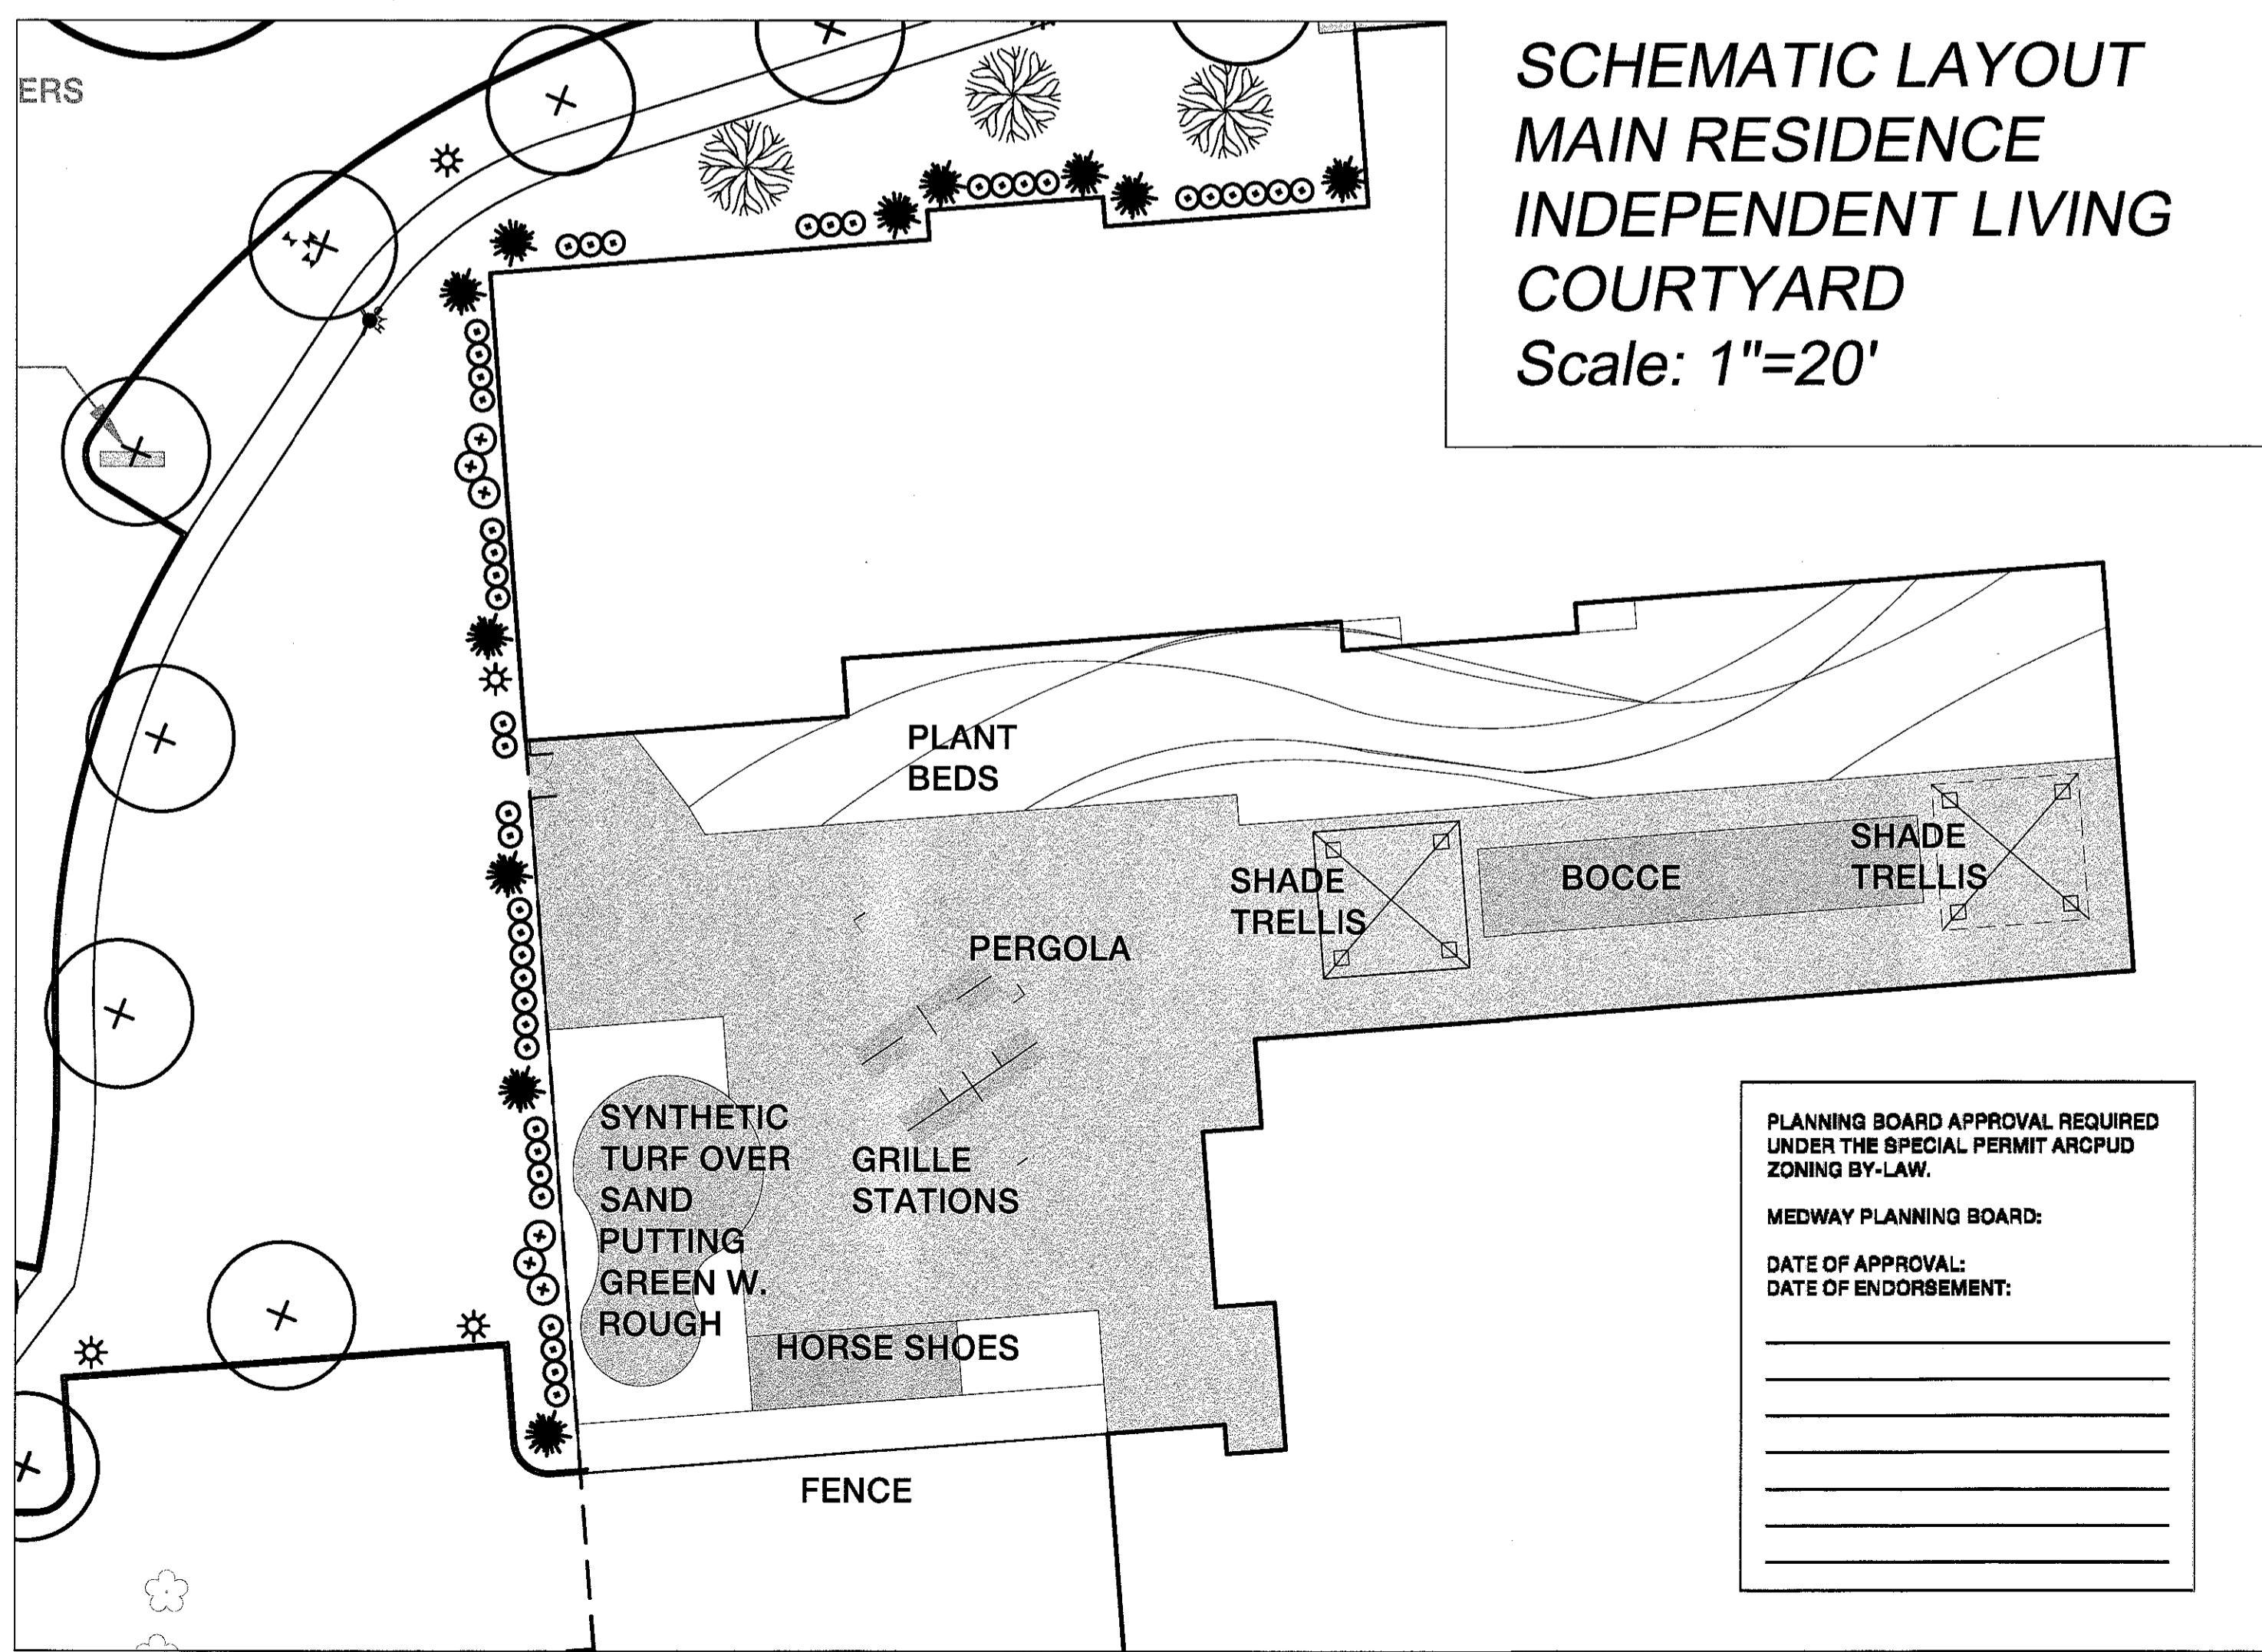 ERS
SCHEMATIC LAYOUT
MAIN RESIDENCE
INDEPENDENT LIVING
COURTYARD
Scale: 1"=20'
PLANT
BEDS
SHADE
TRELLIS
BOCCE
SHADE
TRELLIS
PERGOLA
SYNTHETIC
TURF OVER
SAND
PUTTING
GREEN W.
ROUGH
GRILLE
STATIONS
HORSE SHOES
FENCE
PLANNING BOARD APPROVAL REQUIRED
UNDER THE SPECIAL PERMIT ARCPUD
ZONING BY-LAW.
MEDWAY PLANNING BOARD:
DATE OF APPROVAL:
DATE OF ENDORSEMENT: